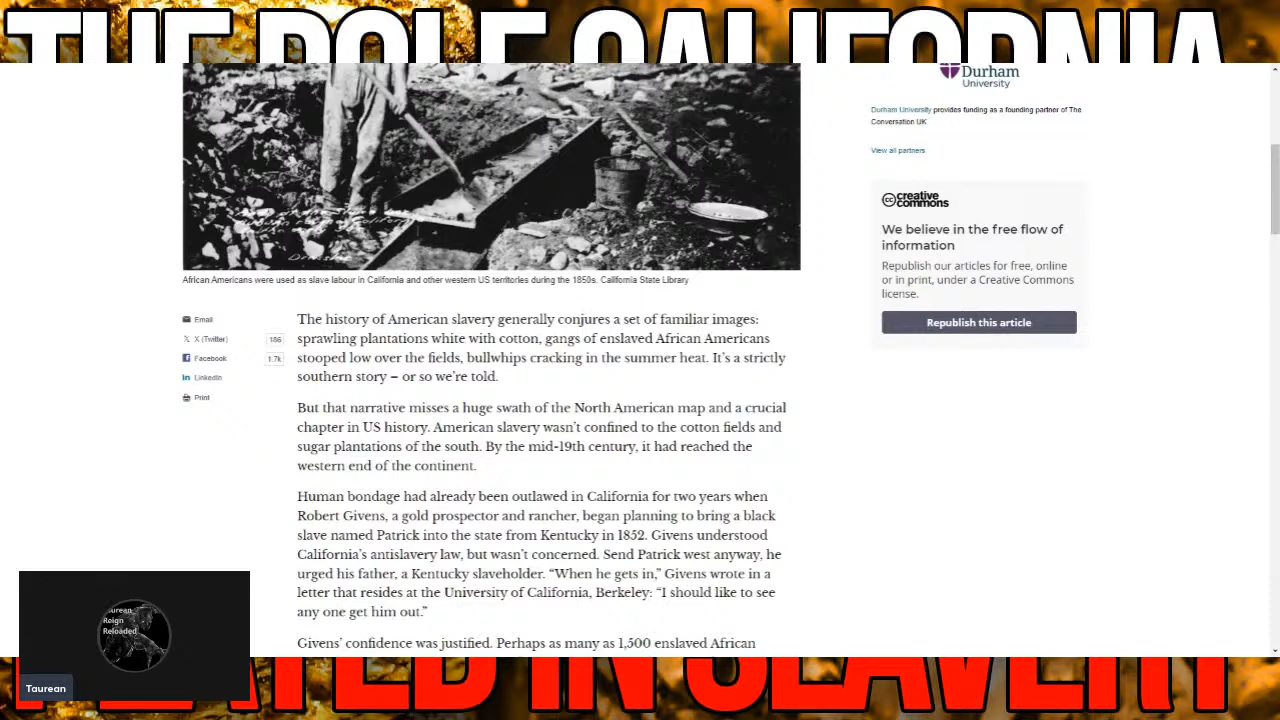 THE ROLE CALIFORNIA
Durham
University
Durham University provides funding as a founding partner of The
Conversation UK
View all partners
creative
commons
We believe in the free flow of
information
Republish our articles for free, online
or in print, under a Creative Commons
license.
Republish this article
African Americans were used as slave labour in California and other western US territories during the 1850s. California State Library
Email
X (Twitter) 186
Facebook 1.7k
LinkedIn
Print
The history of American slavery generally conjures a set of familiar images:
sprawling plantations white with cotton, gangs of enslaved African Americans
stooped low over the fields, bullwhips cracking in the summer heat. It’s a strictly
southern story – or so we’re told.
But that narrative misses a huge swath of the North American map and a crucial
chapter in US history. American slavery wasn’t confined to the cotton fields and
sugar plantations of the south. By the mid-19th century, it had reached the
western end of the continent.
Human bondage had already been outlawed in California for two years when
Robert Givens, a gold prospector and rancher, began planning to bring a black
slave named Patrick into the state from Kentucky in 1852. Givens understood
California’s antislavery law, but wasn’t concerned. Send Patrick west anyway, he
urged his father, a Kentucky slaveholder. “When he gets in,” Givens wrote in a
letter that resides at the University of California, Berkeley: “I should like to see
any one get him out.”
Givens’ confidence was justified. Perhaps as many as 1,500 enslaved African
Taurean
Reign
Reloaded
Taurean
PLAYED IN SLAVERY